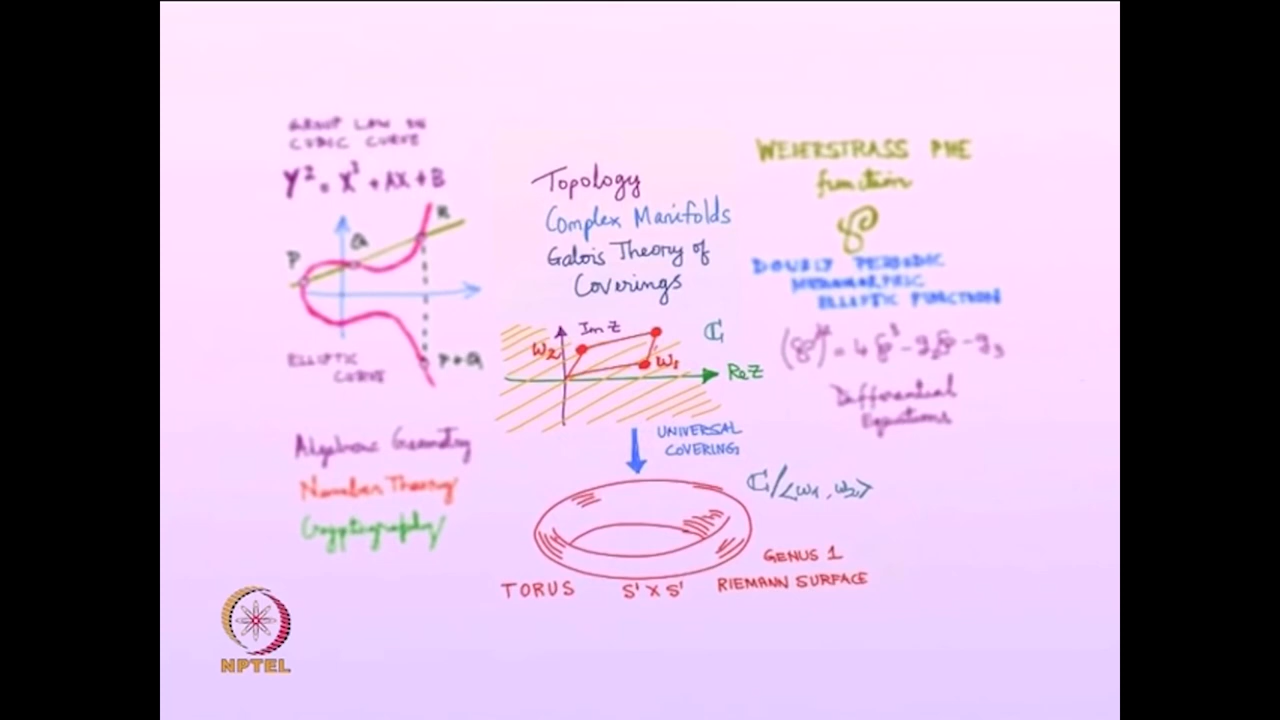 GROUP LAW ON
CUBIC CURVE
Y² = X³ + AX + B
P
Q
R
P+Q
ELLIPTIC
CURVE
Algebraic Geometry
Number Theory
Cryptography
Topology
Complex Manifolds
Galois Theory of
Coverings
Im Z
ℂ
ω₂
ω₁
Re Z
UNIVERSAL
COVERING
ℂ/<ω₁, ω₂>
GENUS 1
TORUS S¹ X S¹ RIEMANN SURFACE
WEIERSTRASS PHE
function
℘
DOUBLY PERIODIC
MEROMORPHIC
ELLIPTIC FUNCTION
= 4℘³ - g₂℘ - g₃
Differential
Equations
NPTEL